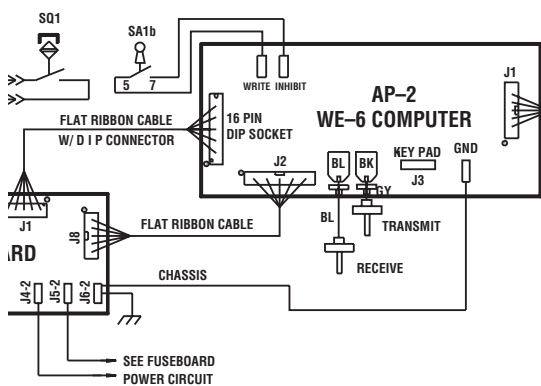 SQ1
SA1b
5 7
WRITE INHIBIT
J1
AP–2
WE–6 COMPUTER
FLAT RIBBON CABLE
W/ D I P CONNECTOR
16 PIN
DIP SOCKET
J2
BL BK
KEY PAD
J3
GND
GY
BL
TRANSMIT
RECEIVE
J1
J8
ARD
FLAT RIBBON CABLE
J4-2 J5-2 J6-2
CHASSIS
SEE FUSEBOARD
POWER CIRCUIT